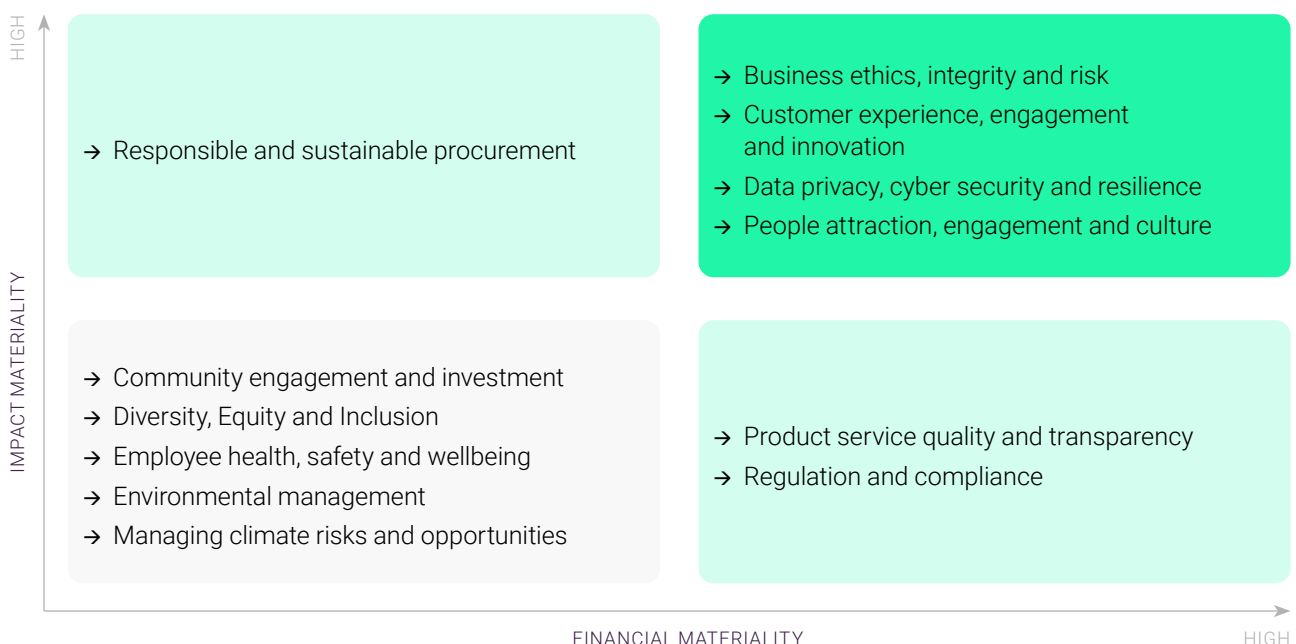 HIGH
→ Responsible and sustainable procurement
→ Business ethics, integrity and risk
→ Customer experience, engagement
and innovation
→ Data privacy, cyber security and resilience
→ People attraction, engagement and culture
IMPACT MATERIALITY
→ Community engagement and investment
→ Diversity, Equity and Inclusion
→ Employee health, safety and wellbeing
→ Environmental management
→ Managing climate risks and opportunities
→ Product service quality and transparency
→ Regulation and compliance
FINANCIAL MATERIALITY
HIGH